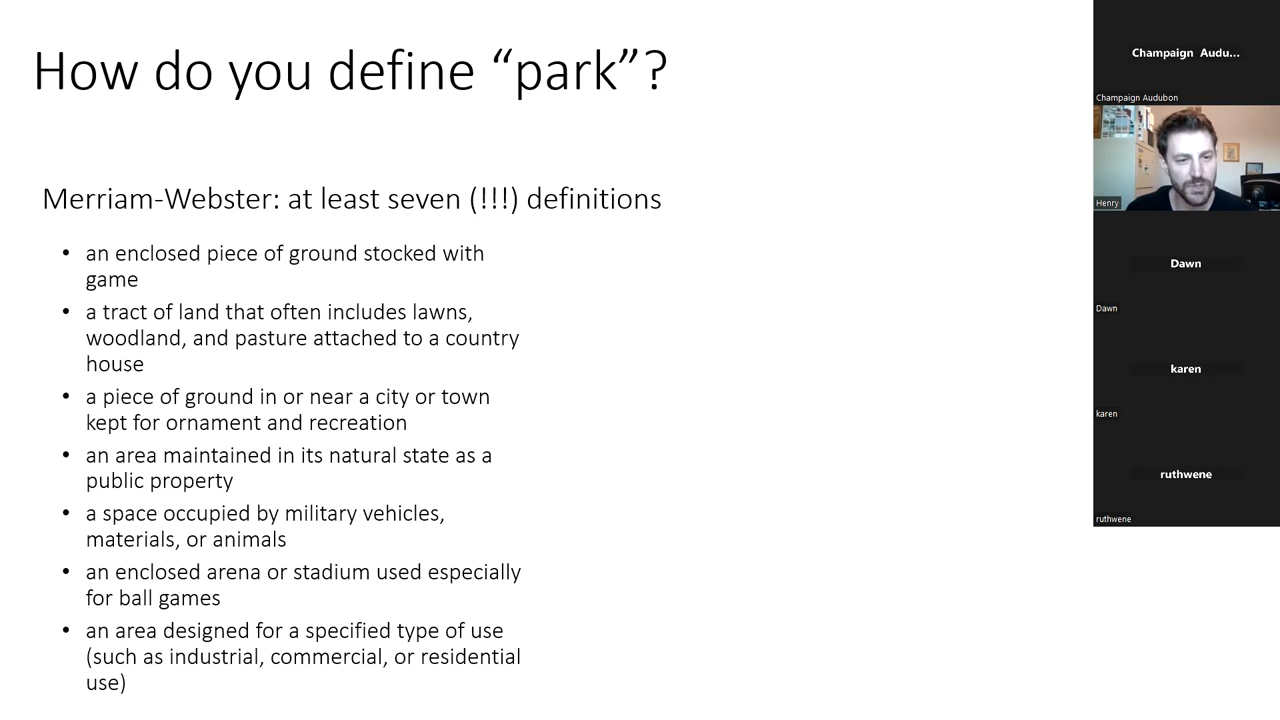 How do you define “park”?
Merriam-Webster: at least seven (!!!) definitions
• an enclosed piece of ground stocked with
game
• a tract of land that often includes lawns,
woodland, and pasture attached to a country
house
• a piece of ground in or near a city or town
kept for ornament and recreation
• an area maintained in its natural state as a
public property
• a space occupied by military vehicles,
materials, or animals
• an enclosed arena or stadium used especially
for ball games
• an area designed for a specified type of use
(such as industrial, commercial, or residential
use)
Champaign Audu...
Champaign Audubon
Henry
Dawn
Dawn
karen
karen
ruthwene
ruthwene